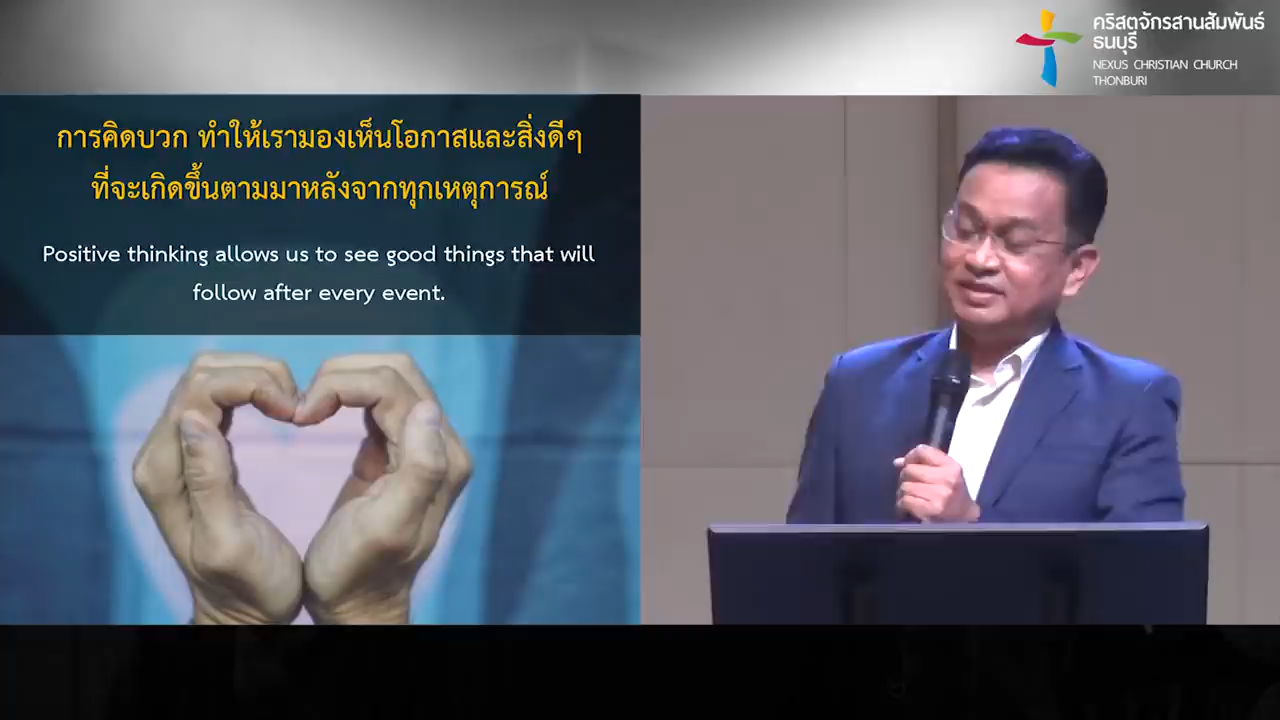 คริสตจักรสานสัมพันธ์
ธนบุรี
NEXUS CHRISTIAN CHURCH
THONBURI
การคิดบวก ทำให้เรามองเห็นโอกาสและสิ่งดีๆ
ที่จะเกิดขึ้นตามมาหลังจากทุกเหตุการณ์
Positive thinking allows us to see good things that will
follow after every event.